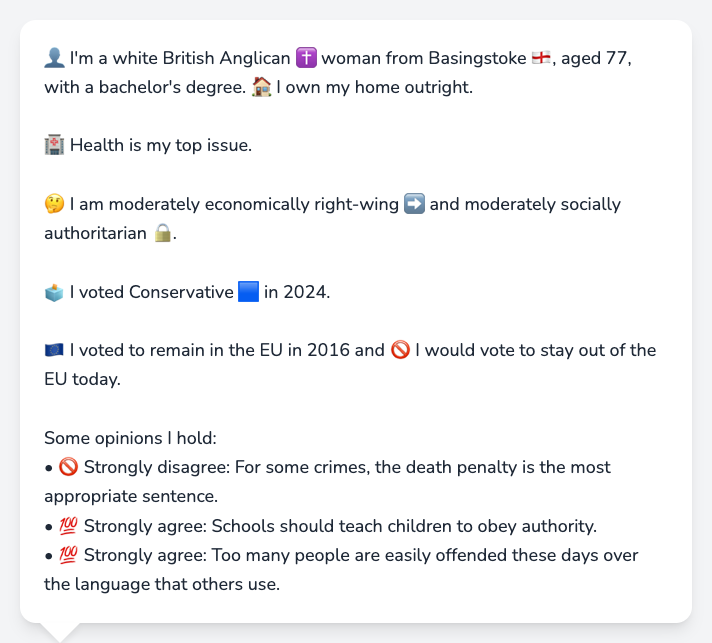 👤 I'm a white British Anglican ✝️ woman from Basingstoke 🏴󠁧󠁢󠁥󠁮󠁧󠁿, aged 77,
with a bachelor's degree. 🏠 I own my home outright.
🏥 Health is my top issue.
🤔 I am moderately economically right-wing ➡️ and moderately socially
authoritarian 🔒.
🗳️ I voted Conservative 🟦 in 2024.
🇪🇺 I voted to remain in the EU in 2016 and 🚫 I would vote to stay out of the
EU today.
Some opinions I hold:
• 🚫 Strongly disagree: For some crimes, the death penalty is the most
appropriate sentence.
• 💯 Strongly agree: Schools should teach children to obey authority.
• 💯 Strongly agree: Too many people are easily offended these days over
the language that others use.